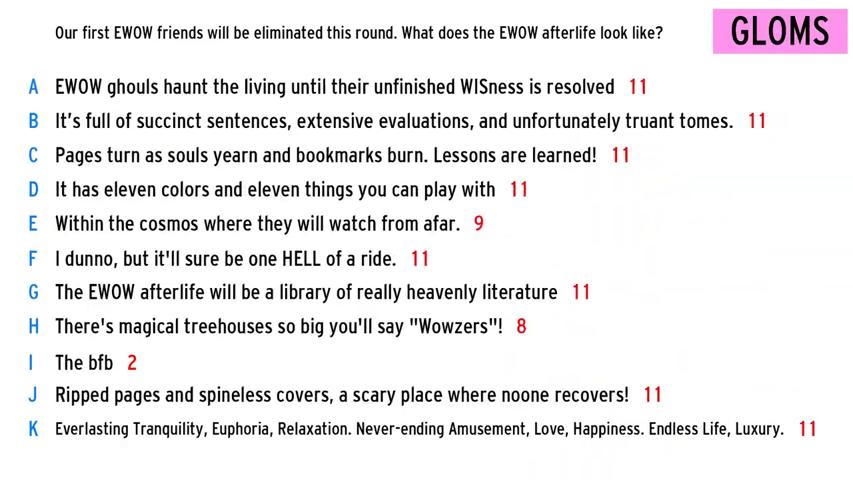 Our first EWOW friends will be eliminated this round. What does the EWOW afterlife look like?
GLOMS
A EWOW ghouls haunt the living until their unfinished WISness is resolved 11
B It's full of succinct sentences, extensive evaluations, and unfortunately truant tomes. 11
C Pages turn as souls yearn and bookmarks burn. Lessons are learned! 11
D It has eleven colors and eleven things you can play with 11
E Within the cosmos where they will watch from afar. 9
F I dunno, but it'll sure be one HELL of a ride. 11
G The EWOW afterlife will be a library of really heavenly literature 11
H There's magical treehouses so big you'll say "Wowzers"! 8
I The bfb 2
J Ripped pages and spineless covers, a scary place where noone recovers! 11
K Everlasting Tranquility, Euphoria, Relaxation. Never-ending Amusement, Love, Happiness. Endless Life, Luxury. 11